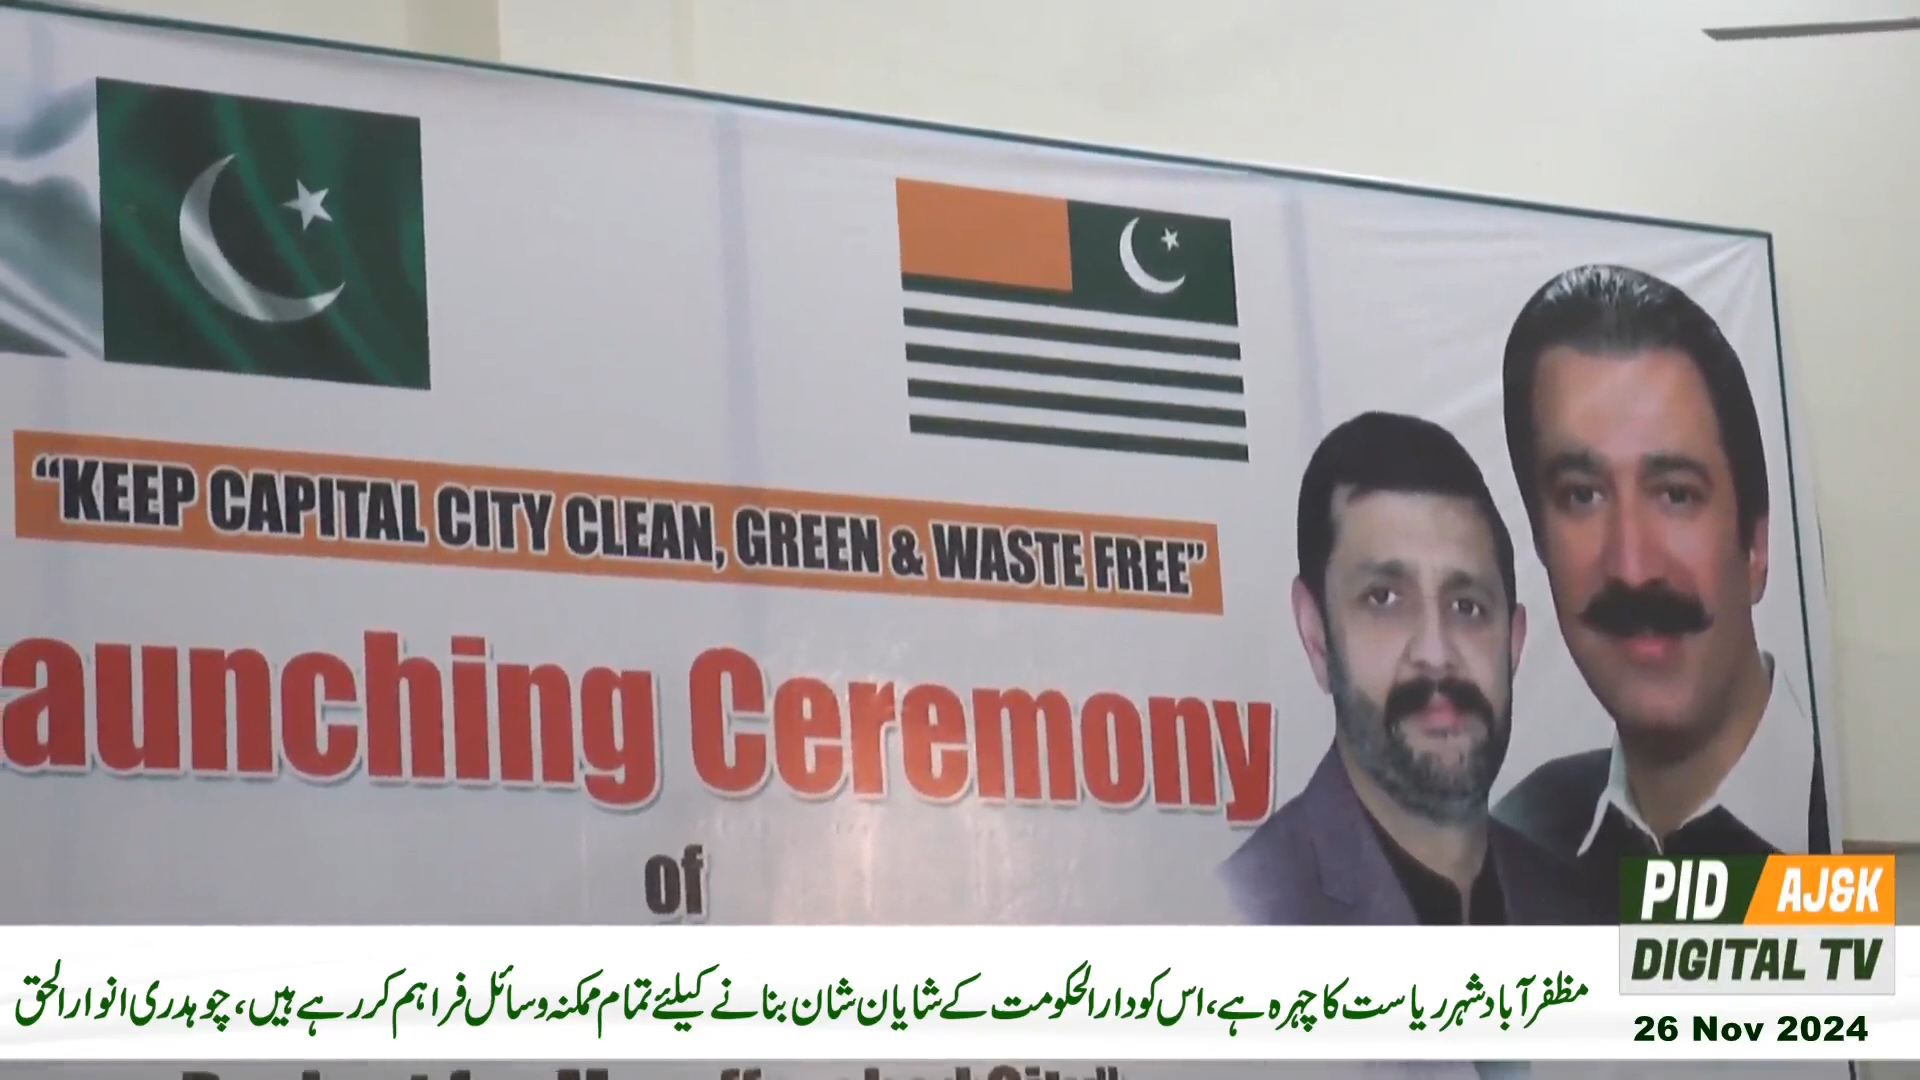 “KEEP CAPITAL CITY CLEAN, GREEN & WASTE FREE”
aunching Ceremony
of
PID AJ&K
DIGITAL TV
مظفرآباد شہر ریاست کا چہرہ ہے، اس کو دارالحکومت کے شایان شان بنانے کیلئے تمام ممکنہ وسائل فراہم کر رہے ہیں، چوہدری انوارالحق
26 Nov 2024